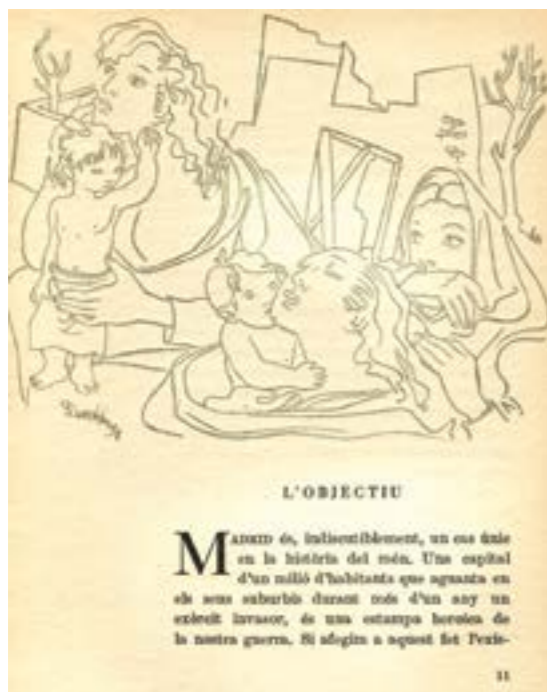 L'OBJECTIU
MADRID és, indiscutiblement, un cas únic
en la història del món. Una capital
d'un milió d'habitants que aguanta en
els seus suburbis durant més d'un any un
exèrcit invasor, és una estampa heroica de
la nostra guerra. Si afegim a aquest fet l'exis-
11